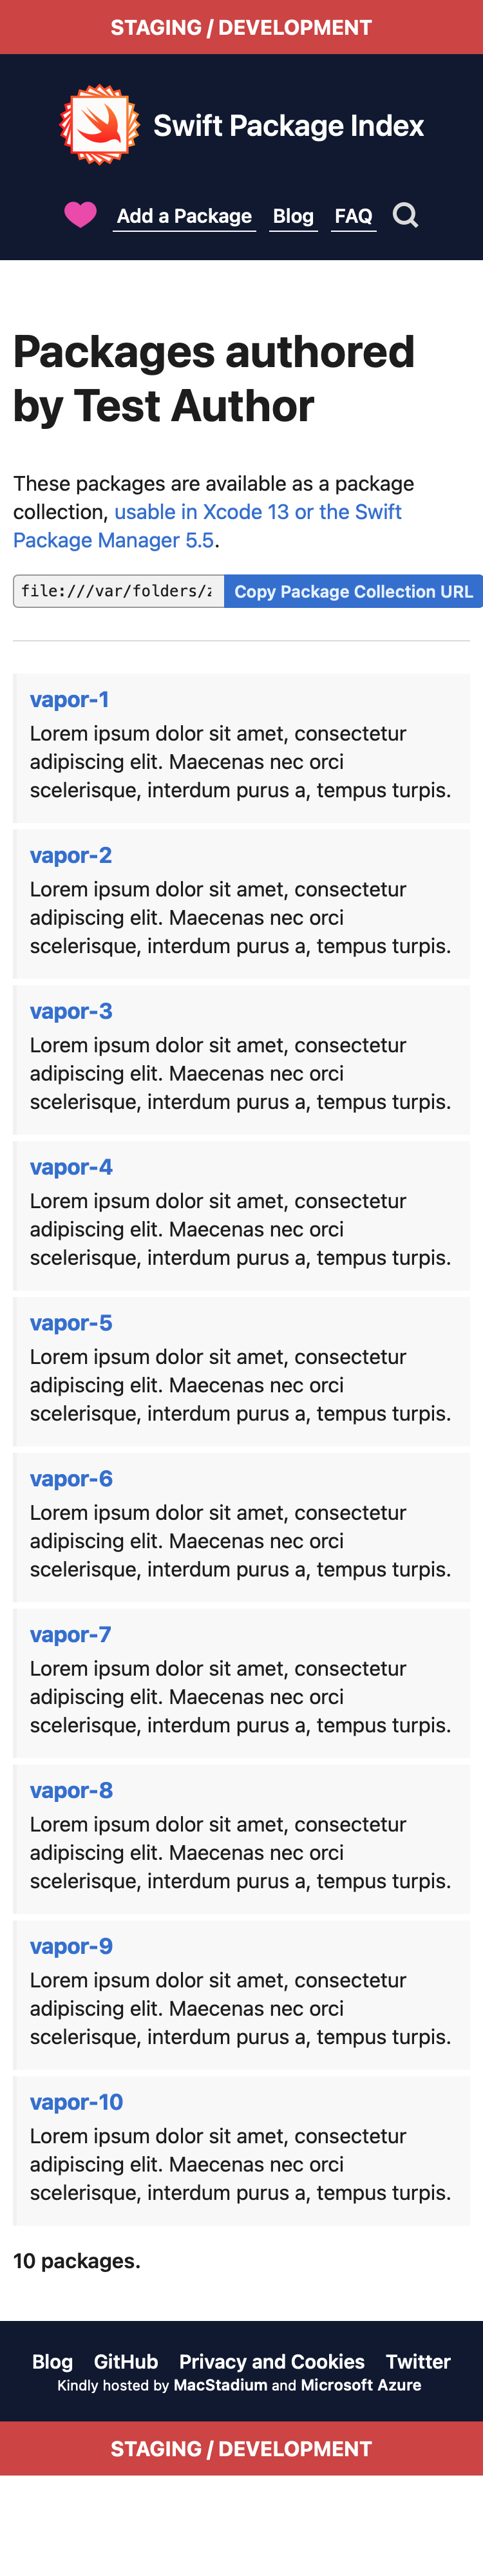 STAGING / DEVELOPMENT
Swift Package Index
Add a Package Blog FAQ
Packages authored
by Test Author
These packages are available as a package
collection, usable in Xcode 13 or the Swift
Package Manager 5.5.
file:///var/folders/z Copy Package Collection URL
vapor-1
Lorem ipsum dolor sit amet, consectetur
adipiscing elit. Maecenas nec orci
scelerisque, interdum purus a, tempus turpis.
vapor-2
Lorem ipsum dolor sit amet, consectetur
adipiscing elit. Maecenas nec orci
scelerisque, interdum purus a, tempus turpis.
vapor-3
Lorem ipsum dolor sit amet, consectetur
adipiscing elit. Maecenas nec orci
scelerisque, interdum purus a, tempus turpis.
vapor-4
Lorem ipsum dolor sit amet, consectetur
adipiscing elit. Maecenas nec orci
scelerisque, interdum purus a, tempus turpis.
vapor-5
Lorem ipsum dolor sit amet, consectetur
adipiscing elit. Maecenas nec orci
scelerisque, interdum purus a, tempus turpis.
vapor-6
Lorem ipsum dolor sit amet, consectetur
adipiscing elit. Maecenas nec orci
scelerisque, interdum purus a, tempus turpis.
vapor-7
Lorem ipsum dolor sit amet, consectetur
adipiscing elit. Maecenas nec orci
scelerisque, interdum purus a, tempus turpis.
vapor-8
Lorem ipsum dolor sit amet, consectetur
adipiscing elit. Maecenas nec orci
scelerisque, interdum purus a, tempus turpis.
vapor-9
Lorem ipsum dolor sit amet, consectetur
adipiscing elit. Maecenas nec orci
scelerisque, interdum purus a, tempus turpis.
vapor-10
Lorem ipsum dolor sit amet, consectetur
adipiscing elit. Maecenas nec orci
scelerisque, interdum purus a, tempus turpis.
10 packages.
Blog GitHub Privacy and Cookies Twitter
Kindly hosted by MacStadium and Microsoft Azure
STAGING / DEVELOPMENT